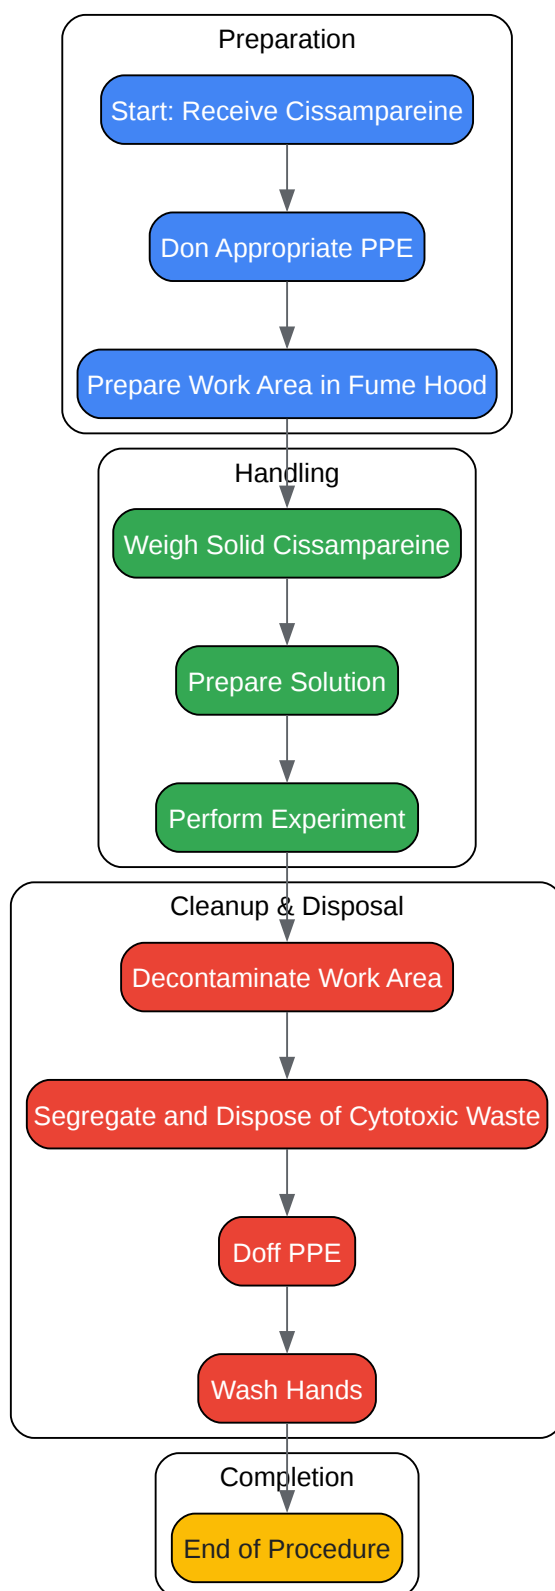 Preparation
Start: Receive Cissampareine
Don Appropriate PPE
Prepare Work Area in Fume Hood
Handling
Weigh Solid Cissampareine
Prepare Solution
Perform Experiment
Cleanup & Disposal
Decontaminate Work Area
Segregate and Dispose of Cytotoxic Waste
Doff PPE
Wash Hands
Completion
End of Procedure